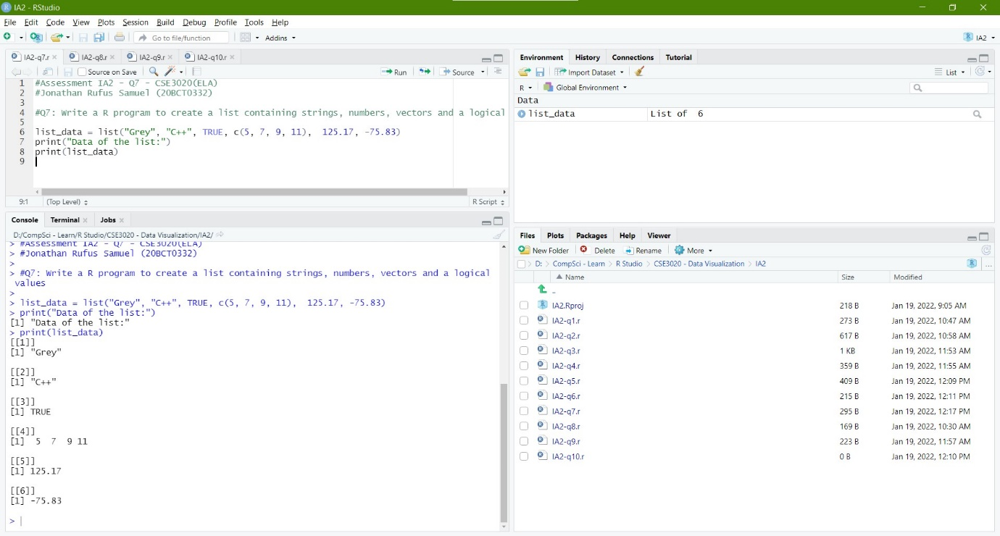 IA2 - RStudio
File Edit Code View Plots Session Build Debug Profile Tools Help
Go to file/function Addins IA2
IA2-q7.r IA2-q8.r IA2-q9.r IA2-q10.r
Source on Save Run Source
1 #Assessment IA2 - Q7 - CSE3020(ELA)
2 #Jonathan Rufus Samuel (20BCT0332)
3
4 #Q7: Write a R program to create a list containing strings, numbers, vectors and a logical
5
6 list_data = list("Grey", "C++", TRUE, c(5, 7, 9, 11),  125.17, -75.83)
7 print("Data of the list:")
8 print(list_data)
9
9:1 (Top Level) R Script
Console Terminal Jobs
D:/CompSci - Learn/R Studio/CSE3020 - Data Visualization/IA2/
> #Assessment IA2 - Q7 - CSE3020(ELA)
> #Jonathan Rufus Samuel (20BCT0332)
>
> #Q7: Write a R program to create a list containing strings, numbers, vectors and a logical
values
>
> list_data = list("Grey", "C++", TRUE, c(5, 7, 9, 11),  125.17, -75.83)
> print("Data of the list:")
[1] "Data of the list:"
> print(list_data)
[[1]]
[1] "Grey"
[[2]]
[1] "C++"
[[3]]
[1] TRUE
[[4]]
[1]  5  7  9 11
[[5]]
[1] 125.17
[[6]]
[1] -75.83
>
Environment History Connections Tutorial
Import Dataset List
R Global Environment
Data
list_data List of  6
Files Plots Packages Help Viewer
New Folder Delete Rename More
D: CompSci - Learn R Studio CSE3020 - Data Visualization IA2 ...
Name Size Modified
..
IA2.Rproj 218 B Jan 19, 2022, 9:05 AM
IA2-q1.r 273 B Jan 19, 2022, 10:47 AM
IA2-q2.r 617 B Jan 19, 2022, 10:58 AM
IA2-q3.r 1 KB Jan 19, 2022, 11:53 AM
IA2-q4.r 359 B Jan 19, 2022, 11:55 AM
IA2-q5.r 409 B Jan 19, 2022, 12:09 PM
IA2-q6.r 215 B Jan 19, 2022, 12:11 PM
IA2-q7.r 295 B Jan 19, 2022, 12:17 PM
IA2-q8.r 169 B Jan 19, 2022, 10:30 AM
IA2-q9.r 223 B Jan 19, 2022, 11:57 AM
IA2-q10.r 0 B Jan 19, 2022, 12:10 PM